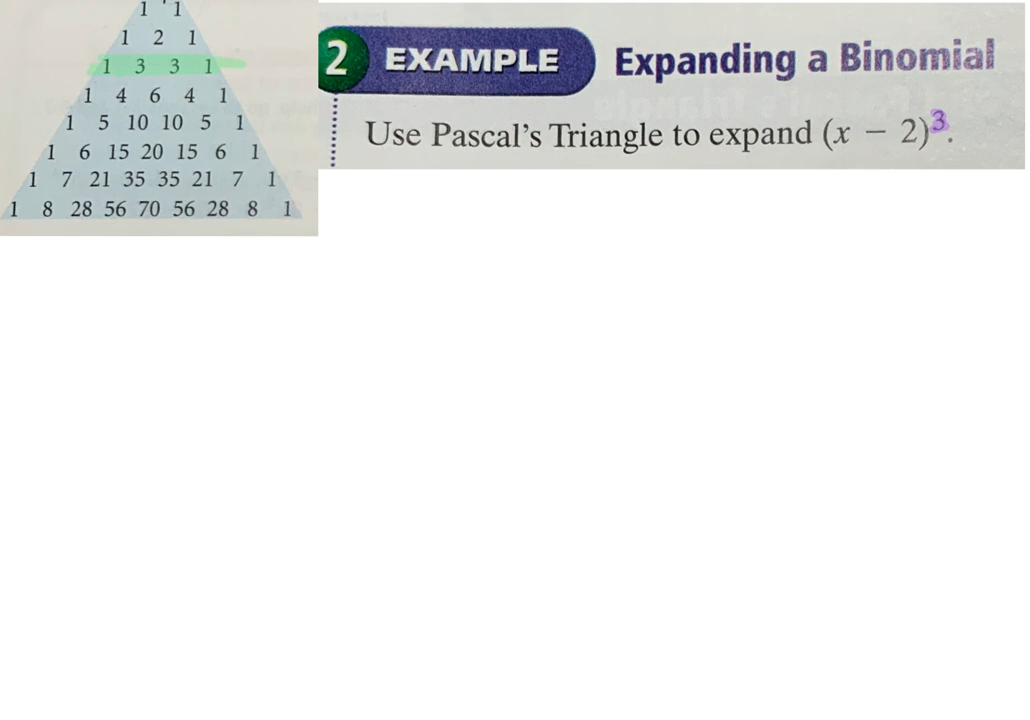 1 1
1 2 1
1 3 3 1
1 4 6 4 1
1 5 10 10 5 1
1 6 15 20 15 6 1
1 7 21 35 35 21 7 1
1 8 28 56 70 56 28 8 1
2 EXAMPLE Expanding a Binomial
Use Pascal's Triangle to expand (x − 2)³.